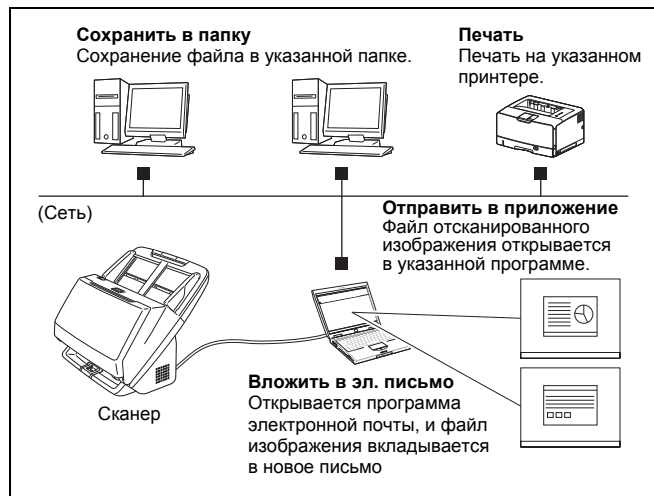 Сохранить в папку
Сохранение файла в указанной папке.
Печать
Печать на указанном
принтере.
(Сеть)
Отправить в приложение
Файл отсканированного
изображения открывается
в указанной программе.
Сканер
Вложить в эл. письмо
Открывается программа
электронной почты, и файл
изображения вкладывается
в новое письмо